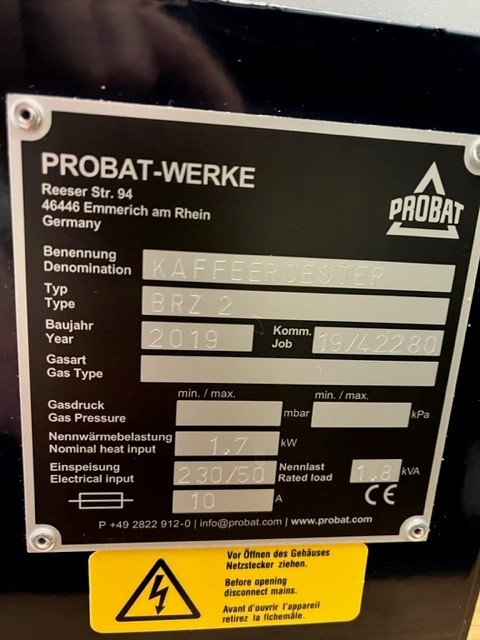 PROBAT-WERKE
Reeser Str. 94
46446 Emmerich am Rhein
Germany
PROBAT
Benennung
Denomination KAFFEEROESTER
Typ
Type BRZ 2
Baujahr Komm.
Year 2019 Job 19/42280
Gasart
Gas Type
min. / max. min. / max.
Gasdruck
Gas Pressure mbar kPa
Nennwärmebelastung
Nominal heat input 1,7 kW
Einspeisung Nennlast
Electrical input 230/50 Rated load 1,8 kVA
10 A CE
P +49 2822 912-0 | info@probat.com | www.probat.com
Vor Öffnen des Gehäuses
Netzstecker ziehen.
Before opening
disconnect mains.
Avant d'ouvrir l'appareil
retirez la fichemâle.